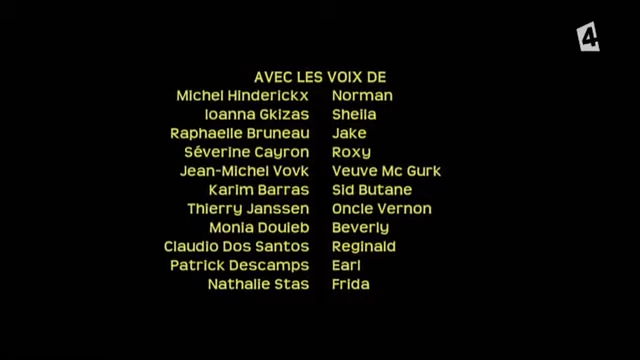 4
AVEC LES VOIX DE
Michel Hinderickx Norman
Ioanna Gkizas Sheila
Raphaelle Bruneau Jake
Séverine Cayron Roxy
Jean-Michel Vovk Veuve Mc Gurk
Karim Barras Sid Butane
Thierry Janssen Oncle Vernon
Monia Douieb Beverly
Claudio Dos Santos Reginald
Patrick Descamps Earl
Nathalie Stas Frida